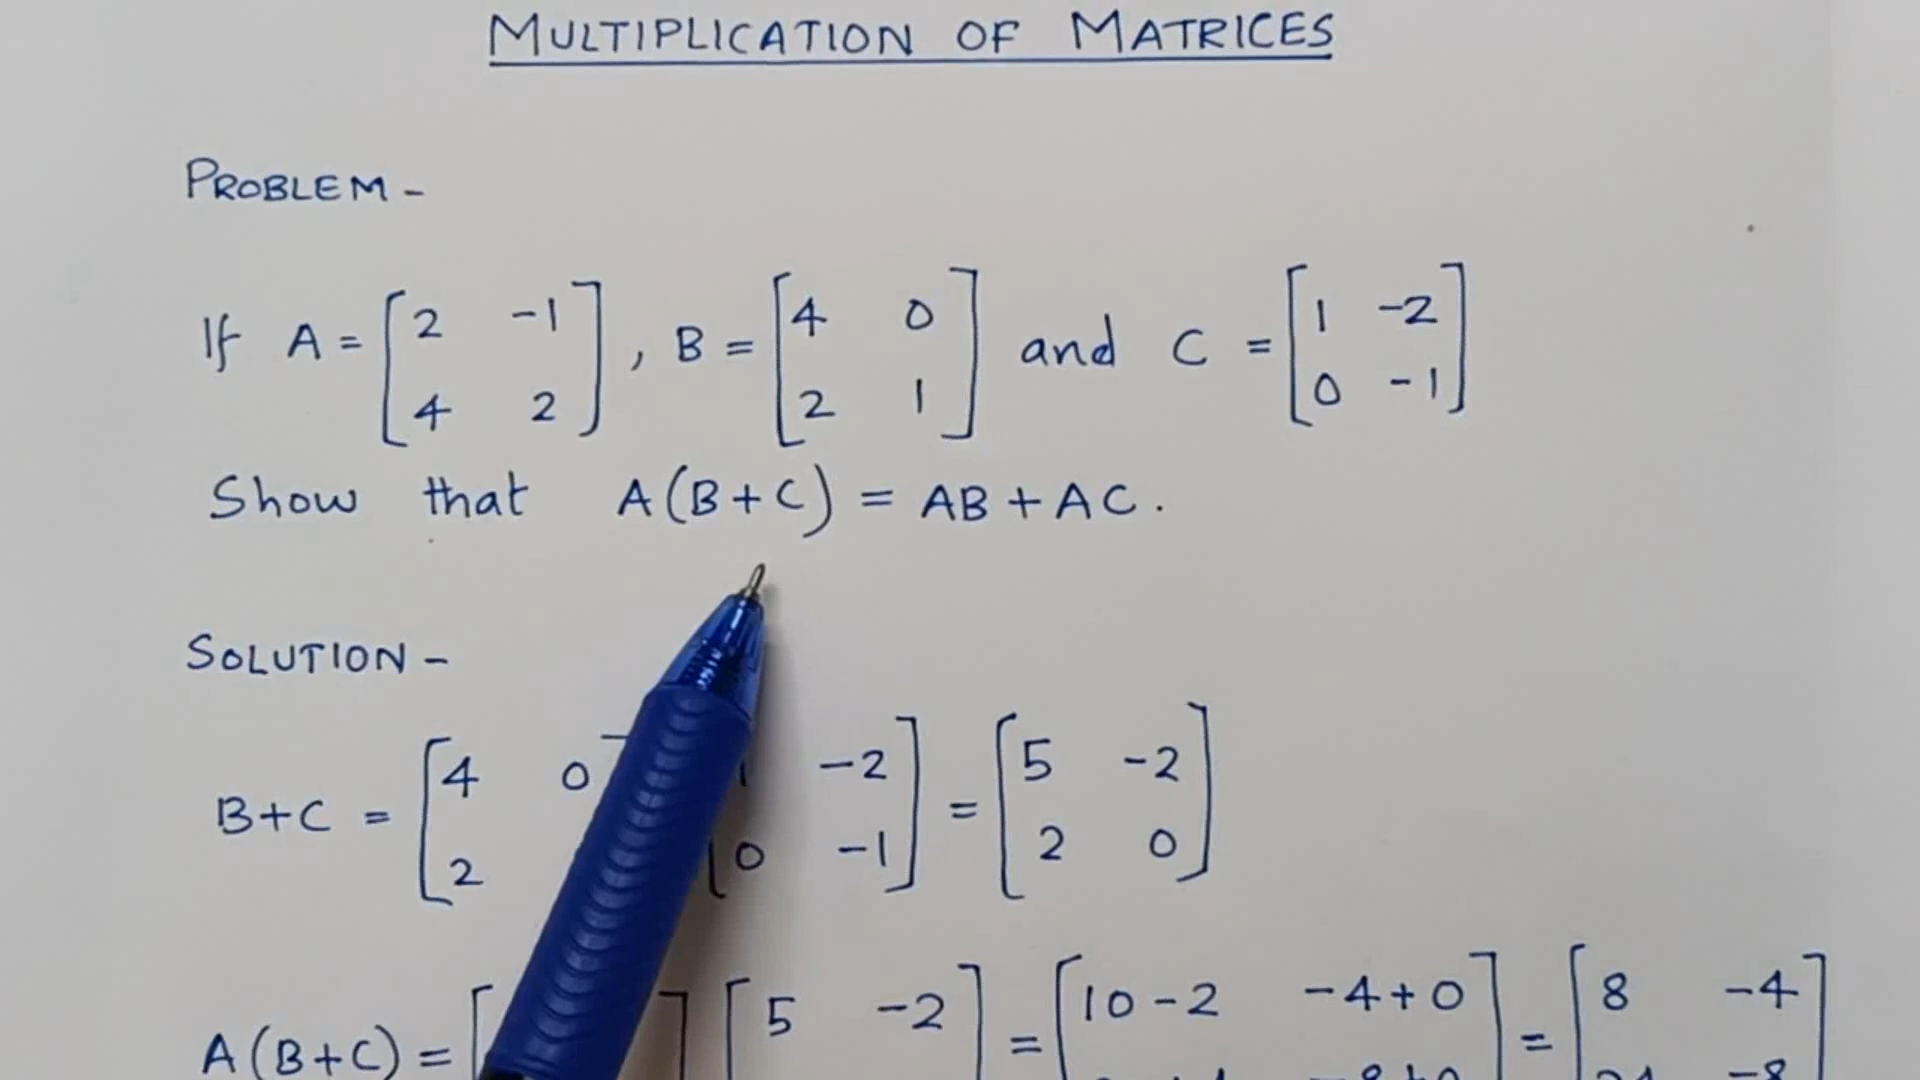 MULTIPLICATION OF MATRICES
PROBLEM -
If A = [2 -1 4 2], B = [4 0 2 1] and C = [1 -2 0 -1]
Show that A(B+C) = AB + AC.
SOLUTION -
B+C = [4 0 2 0 -2 -1] = [5 -2 2 0]
A(B+C) = [ ] [5 -2 ] = [10-2 -4+0 ] = [8 -4 ]